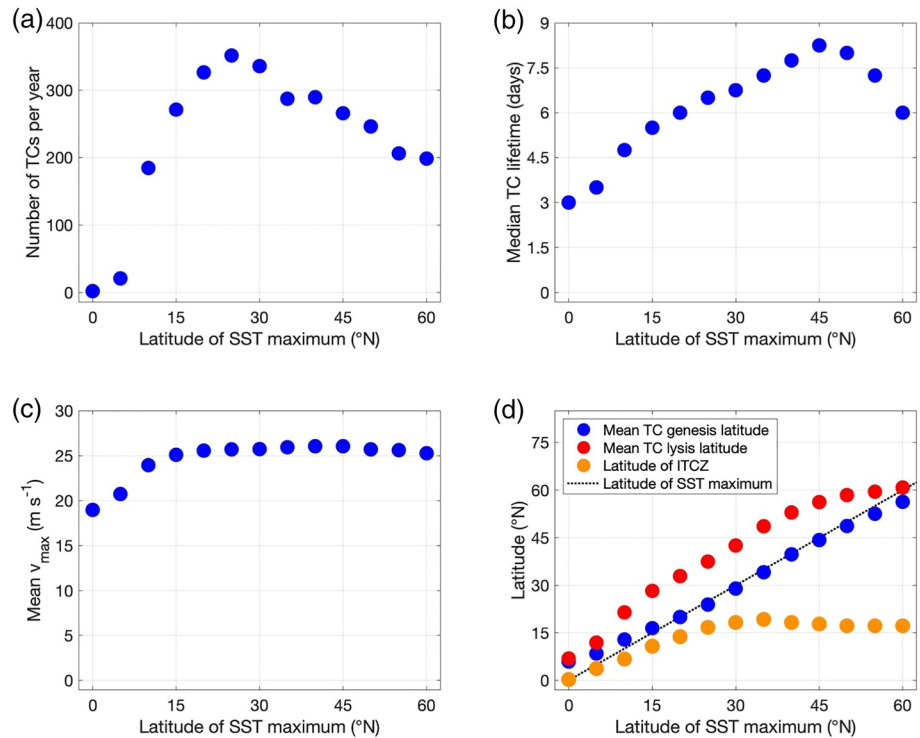 (a)
400
300
200
100
0
Number of TCs per year
0 15 30 45 60
Latitude of SST maximum (°N)
(b)
9
7.5
6
4.5
3
1.5
0
Median TC lifetime (days)
0 15 30 45 60
Latitude of SST maximum (°N)
(c)
30
25
20
15
10
5
0
Mean vmax (m s-1)
0 15 30 45 60
Latitude of SST maximum (°N)
(d)
75
60
45
30
15
0
Latitude (°N)
Mean TC genesis latitude
Mean TC lysis latitude
Latitude of ITCZ
Latitude of SST maximum
0 15 30 45 60
Latitude of SST maximum (°N)